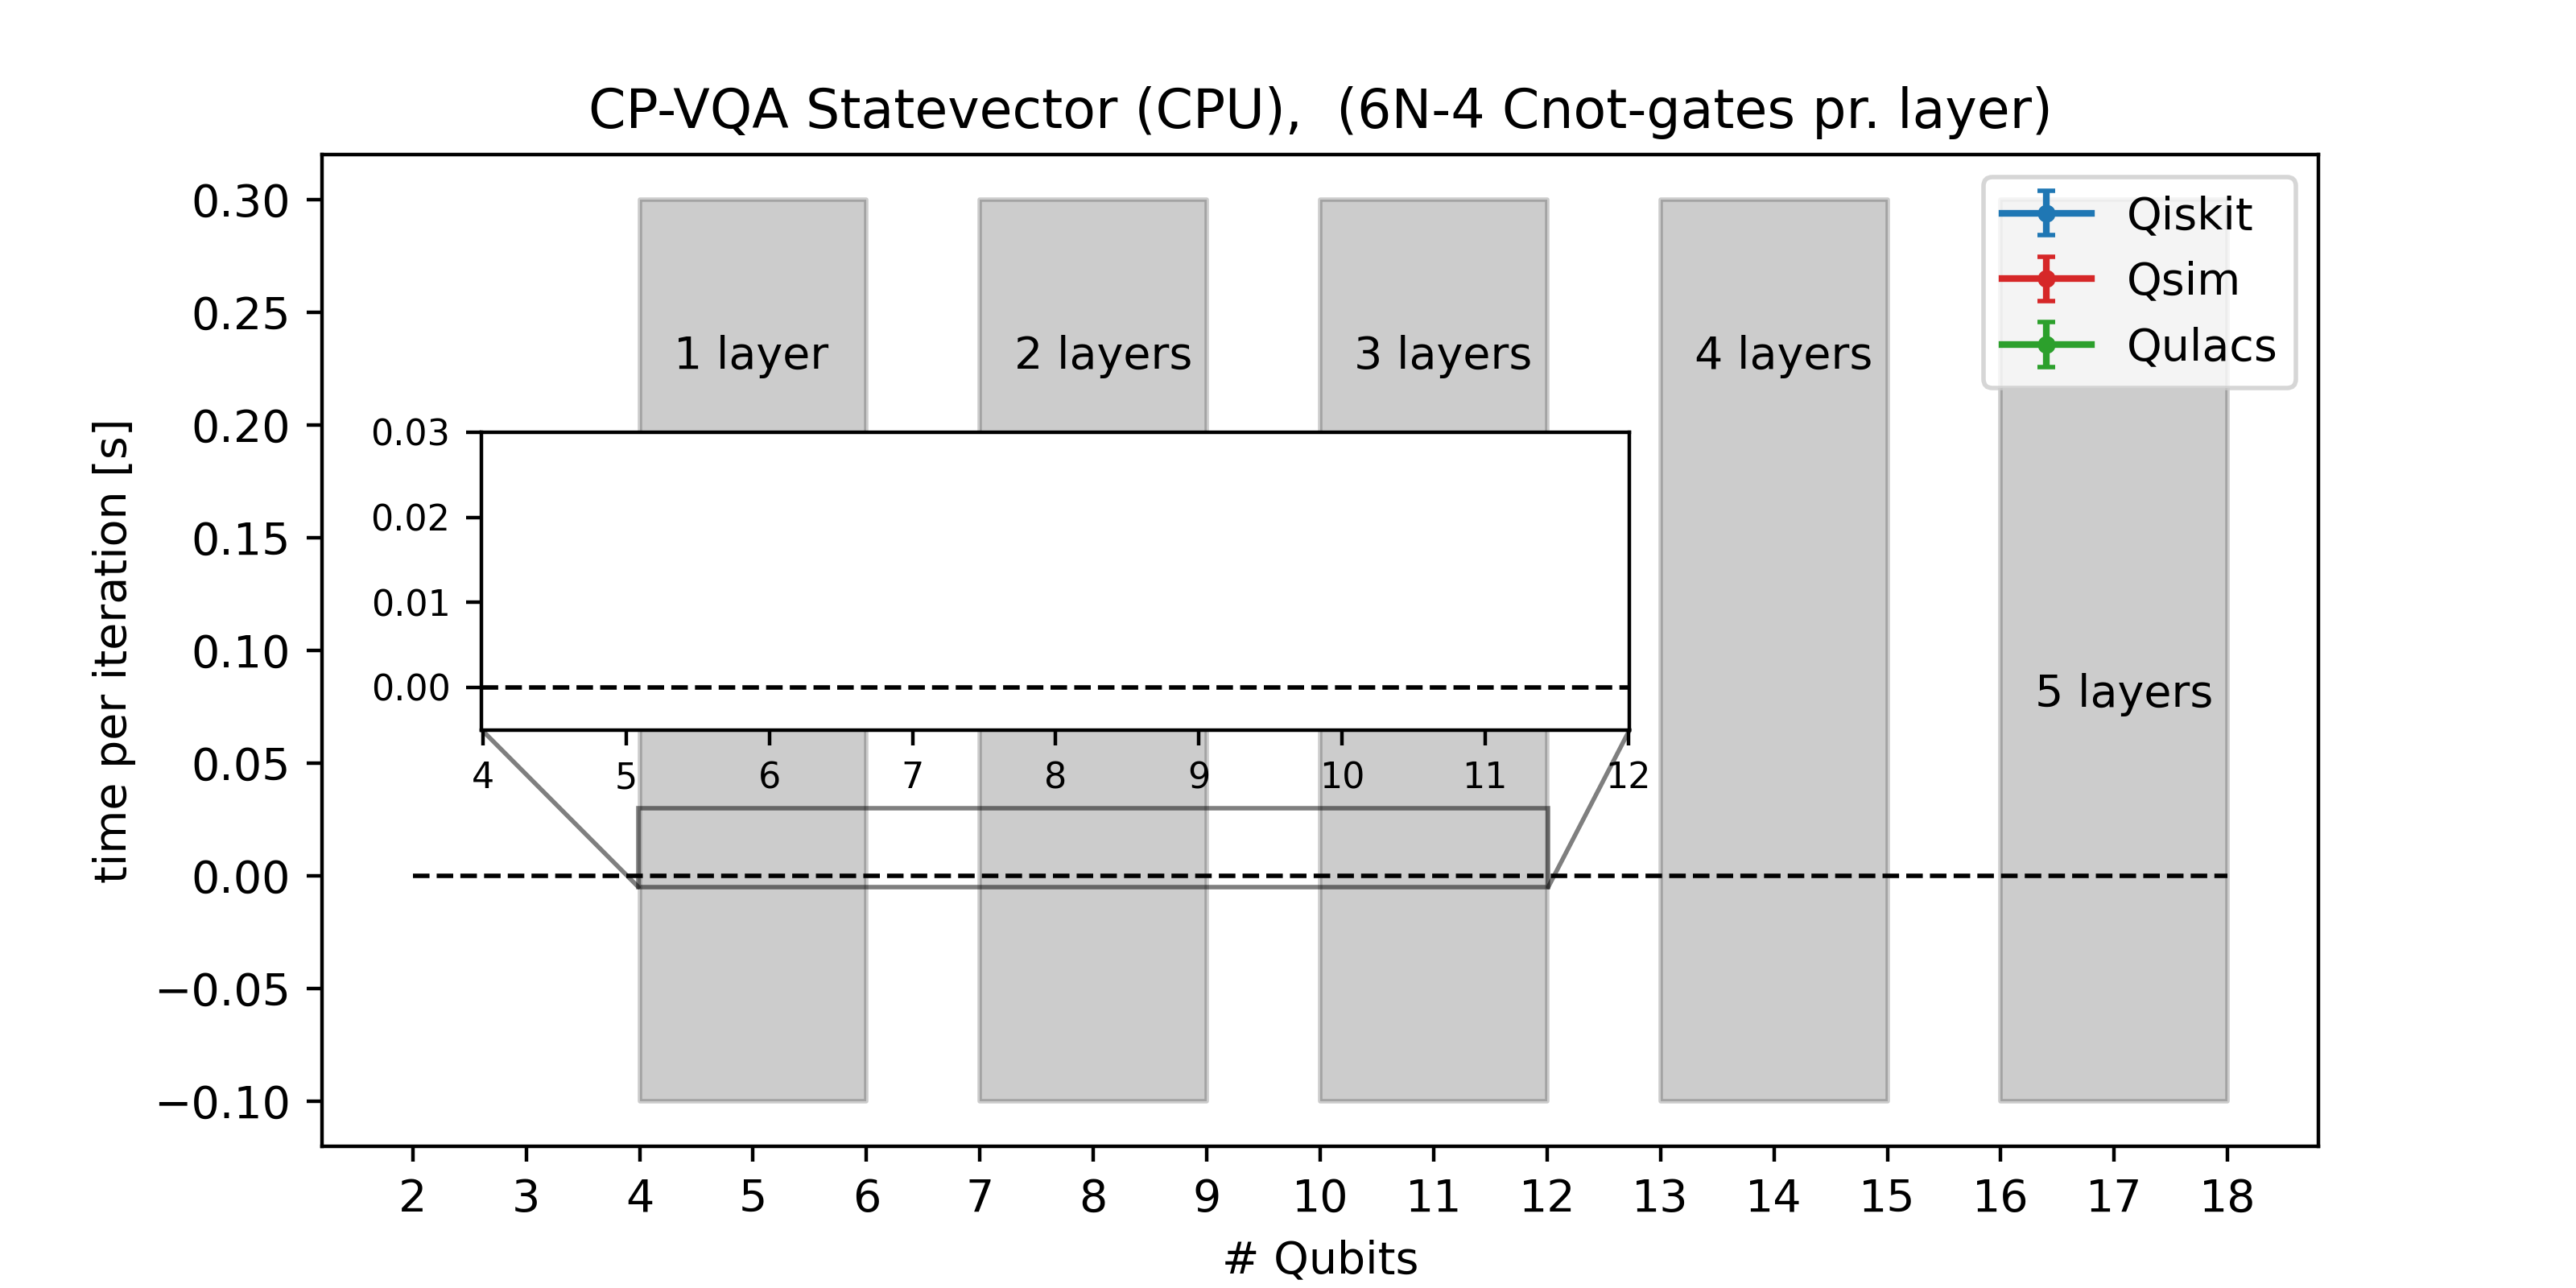 CP-VQA Statevector (CPU),  (6N-4 Cnot-gates pr. layer)
0.30
0.25
0.20
0.15
0.10
0.05
0.00
−0.05
−0.10
time per iteration [s]
1 layer
2 layers
3 layers
4 layers
5 layers
Qiskit
Qsim
Qulacs
0.03
0.02
0.01
0.00
4 5 6 7 8 9 10 11 12
2 3 4 5 6 7 8 9 10 11 12 13 14 15 16 17 18
# Qubits